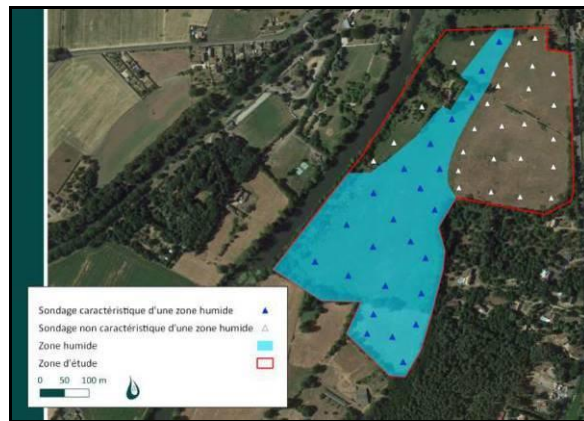 Sondage caractéristique d'une zone humide
Sondage non caractéristique d'une zone humide
Zone humide
Zone d'étude
0 50 100 m